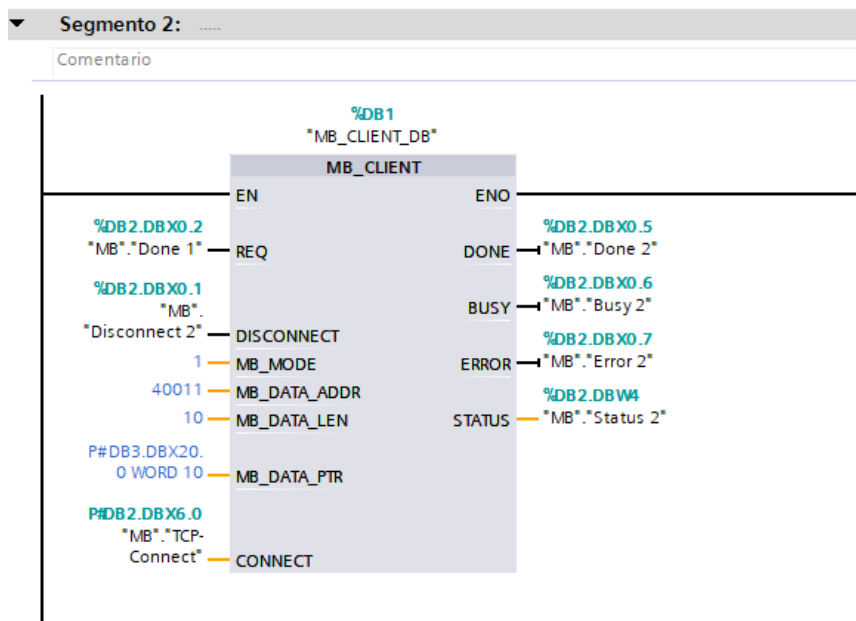 Segmento 2: .....
Comentario
%DB1
"MB_CLIENT_DB"
MB_CLIENT
EN ENO
%DB2.DBX0.2
"MB"."Done 1" REQ
%DB2.DBX0.5
DONE "MB"."Done 2"
%DB2.DBX0.1
"MB".
"Disconnect 2" DISCONNECT
%DB2.DBX0.6
BUSY "MB"."Busy 2"
1 MB_MODE
%DB2.DBX0.7
ERROR "MB"."Error 2"
40011 MB_DATA_ADDR
10 MB_DATA_LEN
%DB2.DBW4
STATUS "MB"."Status 2"
P#DB3.DBX20.
0 WORD 10 MB_DATA_PTR
P#DB2.DBX6.0
"MB"."TCP-
Connect" CONNECT